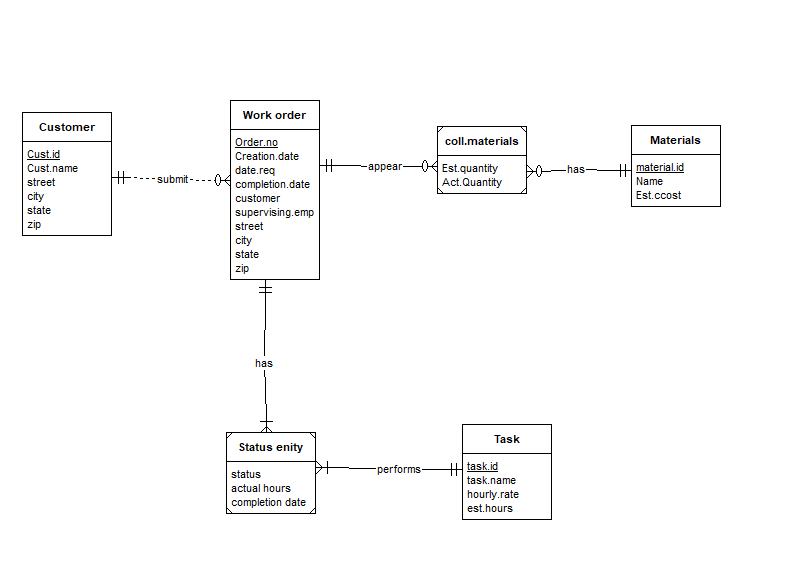 Customer
Cust.id
Cust.name
street
city
state
zip
submit
Work order
Order.no
Creation.date
date.req
completion.date
customer
supervising.emp
street
city
state
zip
appear
coll.materials
Est.quantity
Act.Quantity
has
Materials
material.id
Name
Est.ccost
has
Status enity
status
actual hours
completion date
performs
Task
task.id
task.name
hourly.rate
est.hours